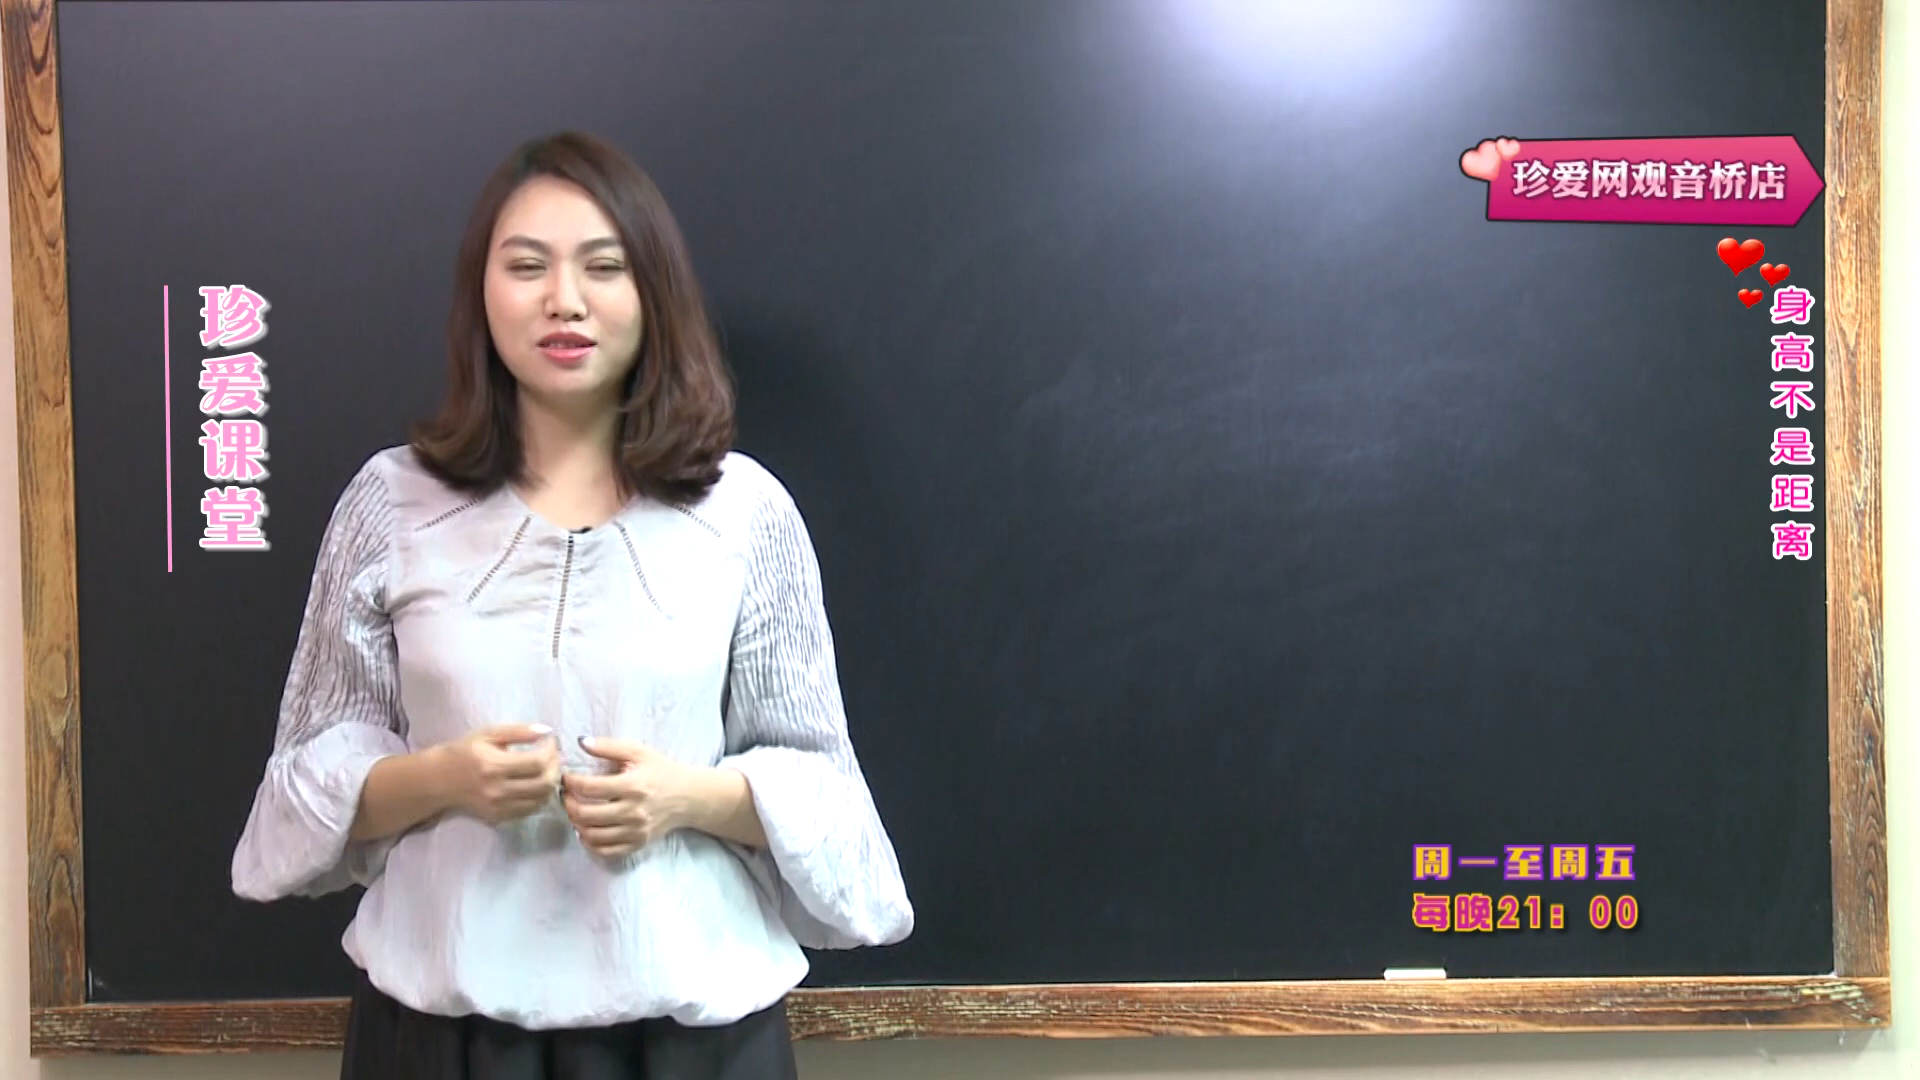 珍爱网观音桥店
珍爱课堂
身高不是距离
周一至周五
每晚21：00